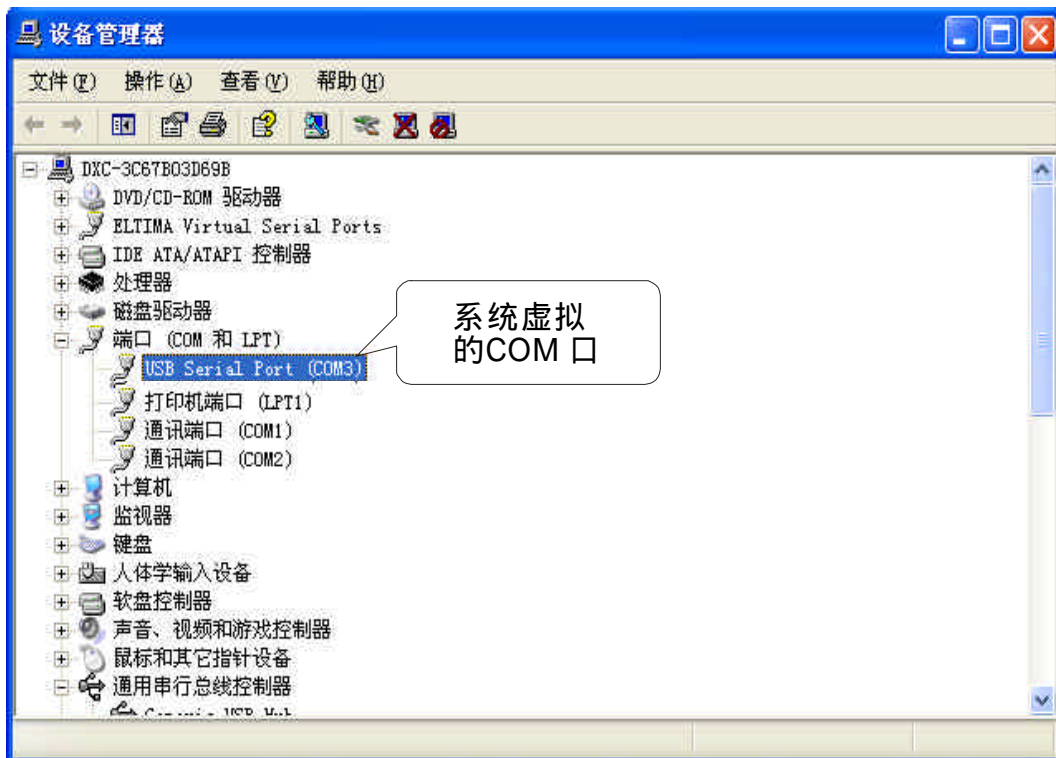 设备管理器
文件(F) 操作(A) 查看(V) 帮助(H)
DXC-3C67B03D69B
DVD/CD-ROM 驱动器
ELTIMA Virtual Serial Ports
IDE ATA/ATAPI 控制器
处理器
磁盘驱动器
端口 (COM 和 LPT)
系统虚拟
的COM 口
USB Serial Port (COM3)
打印机端口 (LPT1)
通讯端口 (COM1)
通讯端口 (COM2)
计算机
监视器
键盘
人体学输入设备
软盘控制器
声音、视频和游戏控制器
鼠标和其它指针设备
通用串行总线控制器
Generic USB Hub